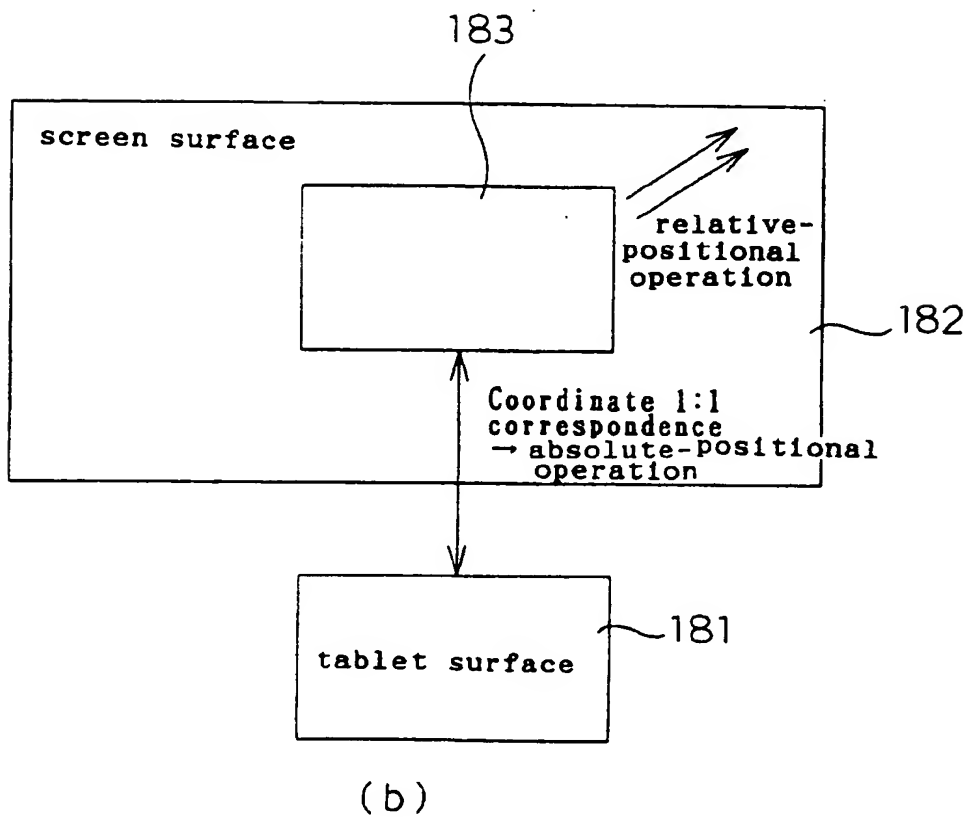 183
screen surface
relative-
positional
operation
182
Coordinate 1:1
correspondence
→ absolute-positional
operation
181
tablet surface
(b)